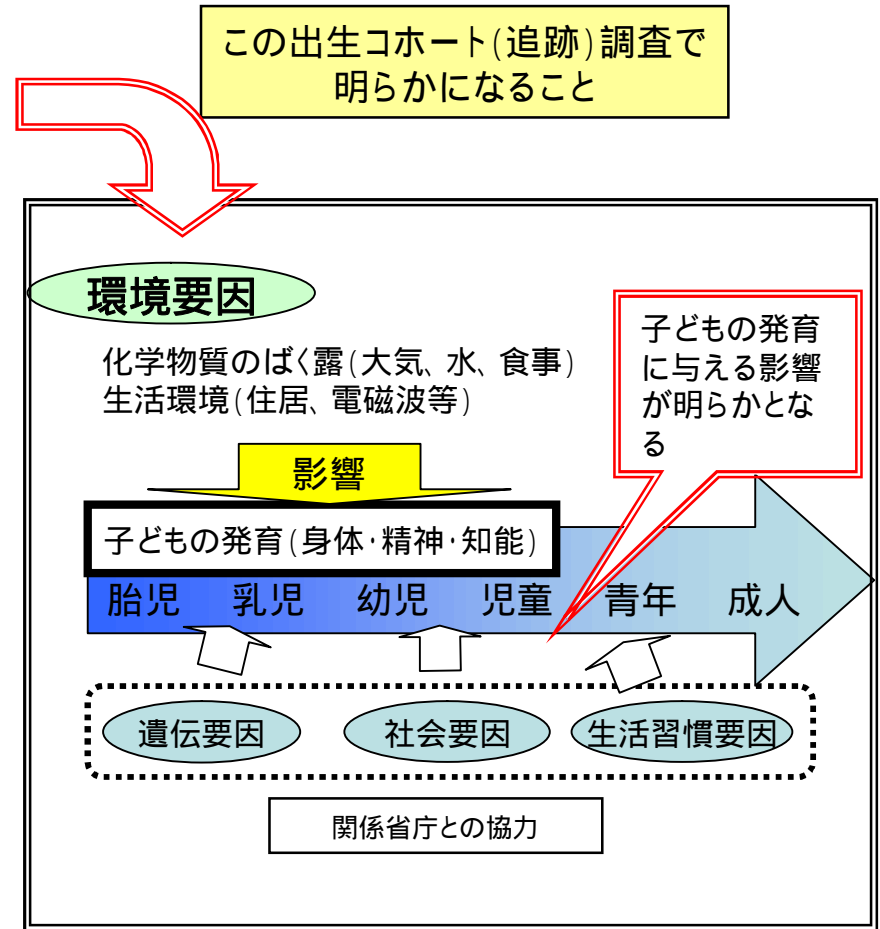 この出生コホート(追跡)調査で
明らかになること
環境要因
化学物質のばく露(大気、水、食事)
生活環境(住居、電磁波等)
子どもの発育
に与える影響
が明らかとな
る
影響
子どもの発育(身体・精神・知能)
胎児 乳児 幼児 児童 青年 成人
遺伝要因 社会要因 生活習慣要因
関係省庁との協力